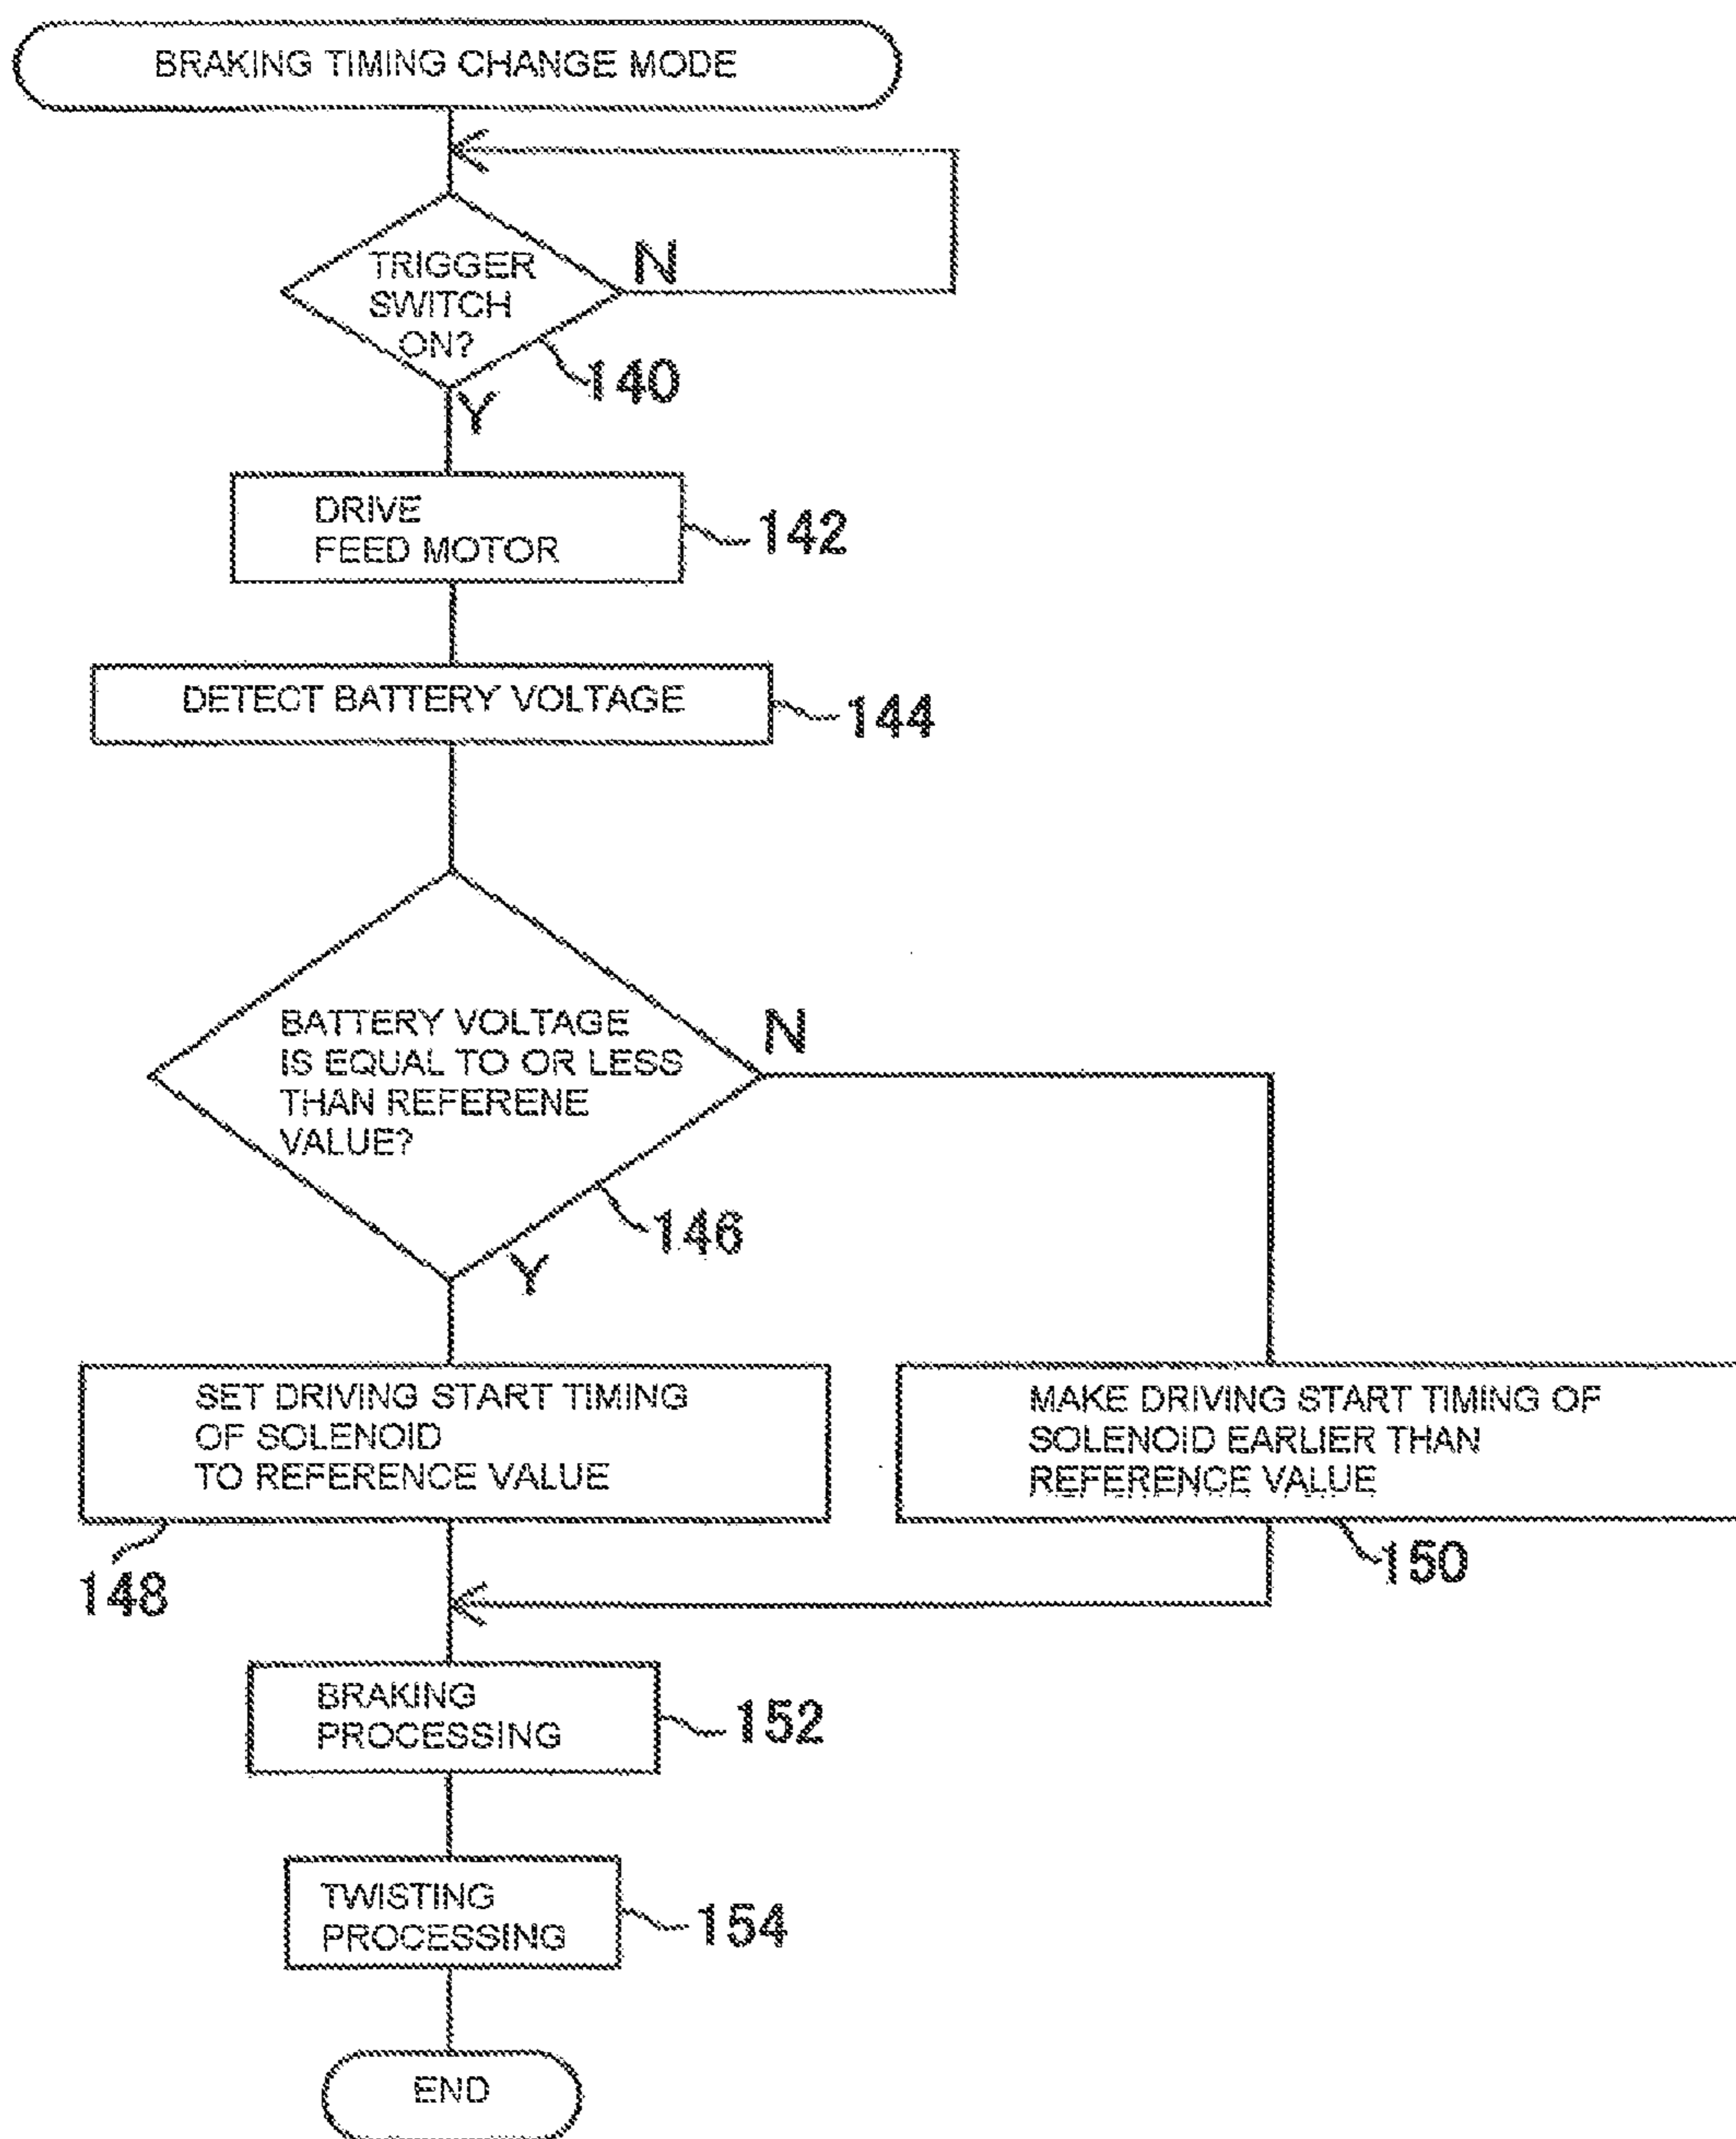 BRAKING TIMING CHANGE MODE
TRIGGER
SWITCH
ON?
N
140
Y
DRIVE
FEED MOTOR
142
DETECT BATTERY VOLTAGE
144
BATTERY VOLTAGE
IS EQUAL TO OR LESS
THAN REFERENE
VALUE?
N
146
Y
SET DRIVING START TIMING
OF SOLENOID
TO REFERENCE VALUE
148
MAKE DRIVING START TIMING OF
SOLENOID EARLIER THAN
REFERENCE VALUE
150
BRAKING
PROCESSING
152
TWISTING
PROCESSING
154
END